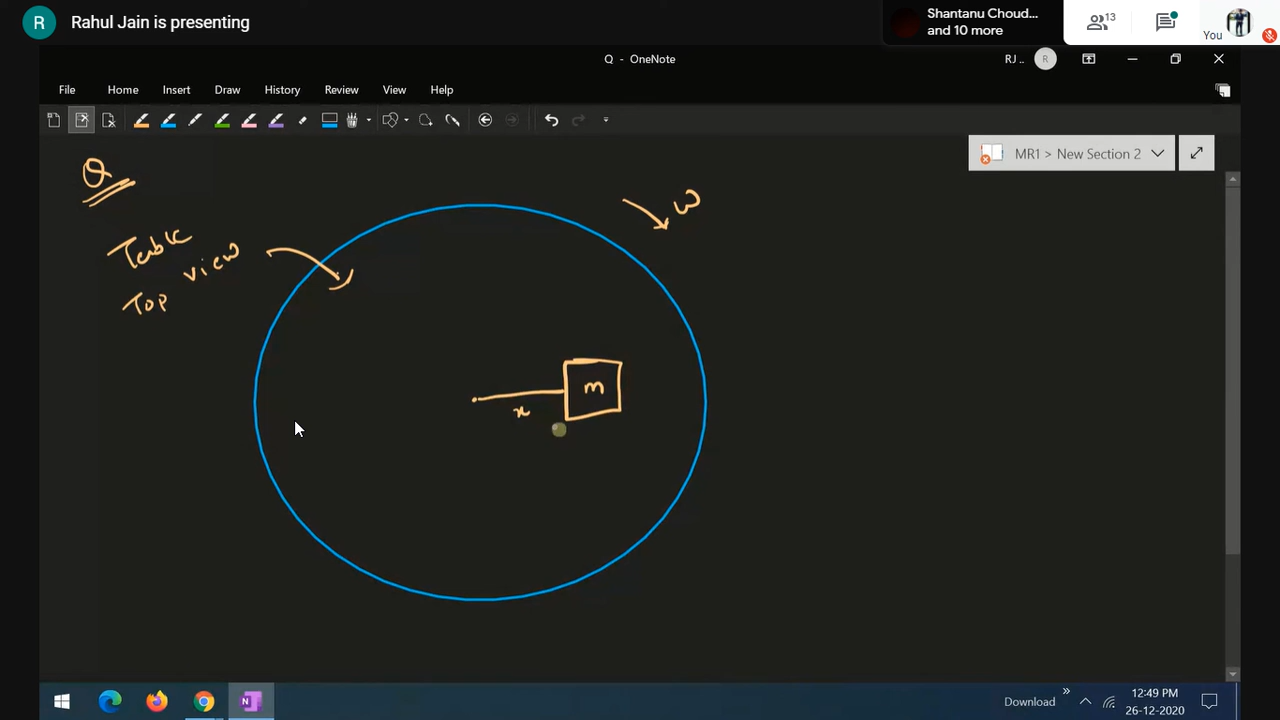 R Rahul Jain is presenting
Shantanu Choud...
and 10 more
13
You
Q - OneNote
RJ ..
R
File Home Insert Draw History Review View Help
MR1 > New Section 2
Q
ω
Table
view
Top
m
x
N
Download
»
12:49 PM
26-12-2020